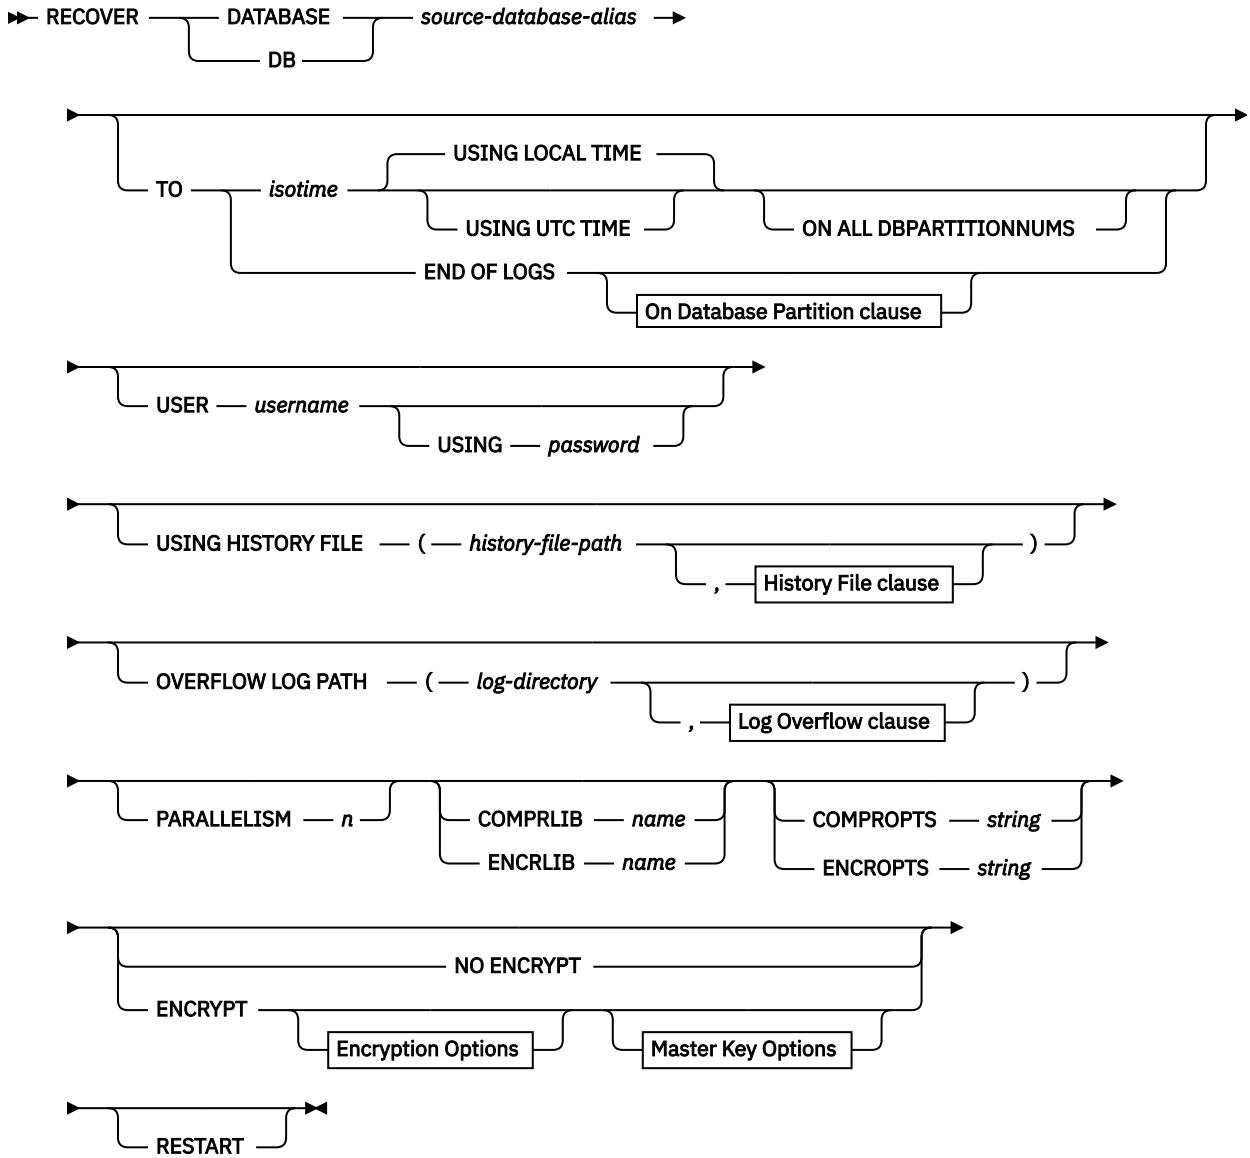 RECOVER DATABASE source-database-alias
DB
USING LOCAL TIME
TO isotime
USING UTC TIME ON ALL DBPARTITIONNUMS
END OF LOGS
On Database Partition clause
USER username
USING password
USING HISTORY FILE ( history-file-path )
, History File clause
OVERFLOW LOG PATH ( log-directory )
, Log Overflow clause
PARALLELISM n COMPRLIB name COMPROPTS string
ENCRLIB name ENCROPTS string
NO ENCRYPT
ENCRYPT
Encryption Options Master Key Options
RESTART